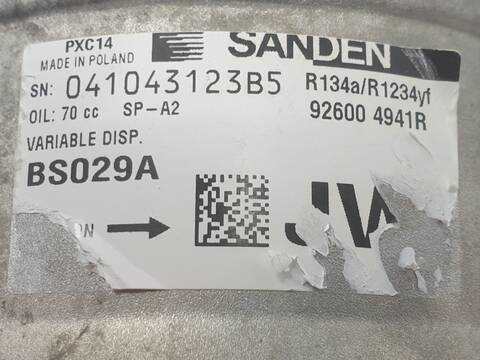 PXC14
SANDEN
MADE IN POLAND
SN: 041043123B5
R134a/R1234yf
OIL: 70 cc SP-A2
92600 4941R
VARIABLE DISP.
BS029A